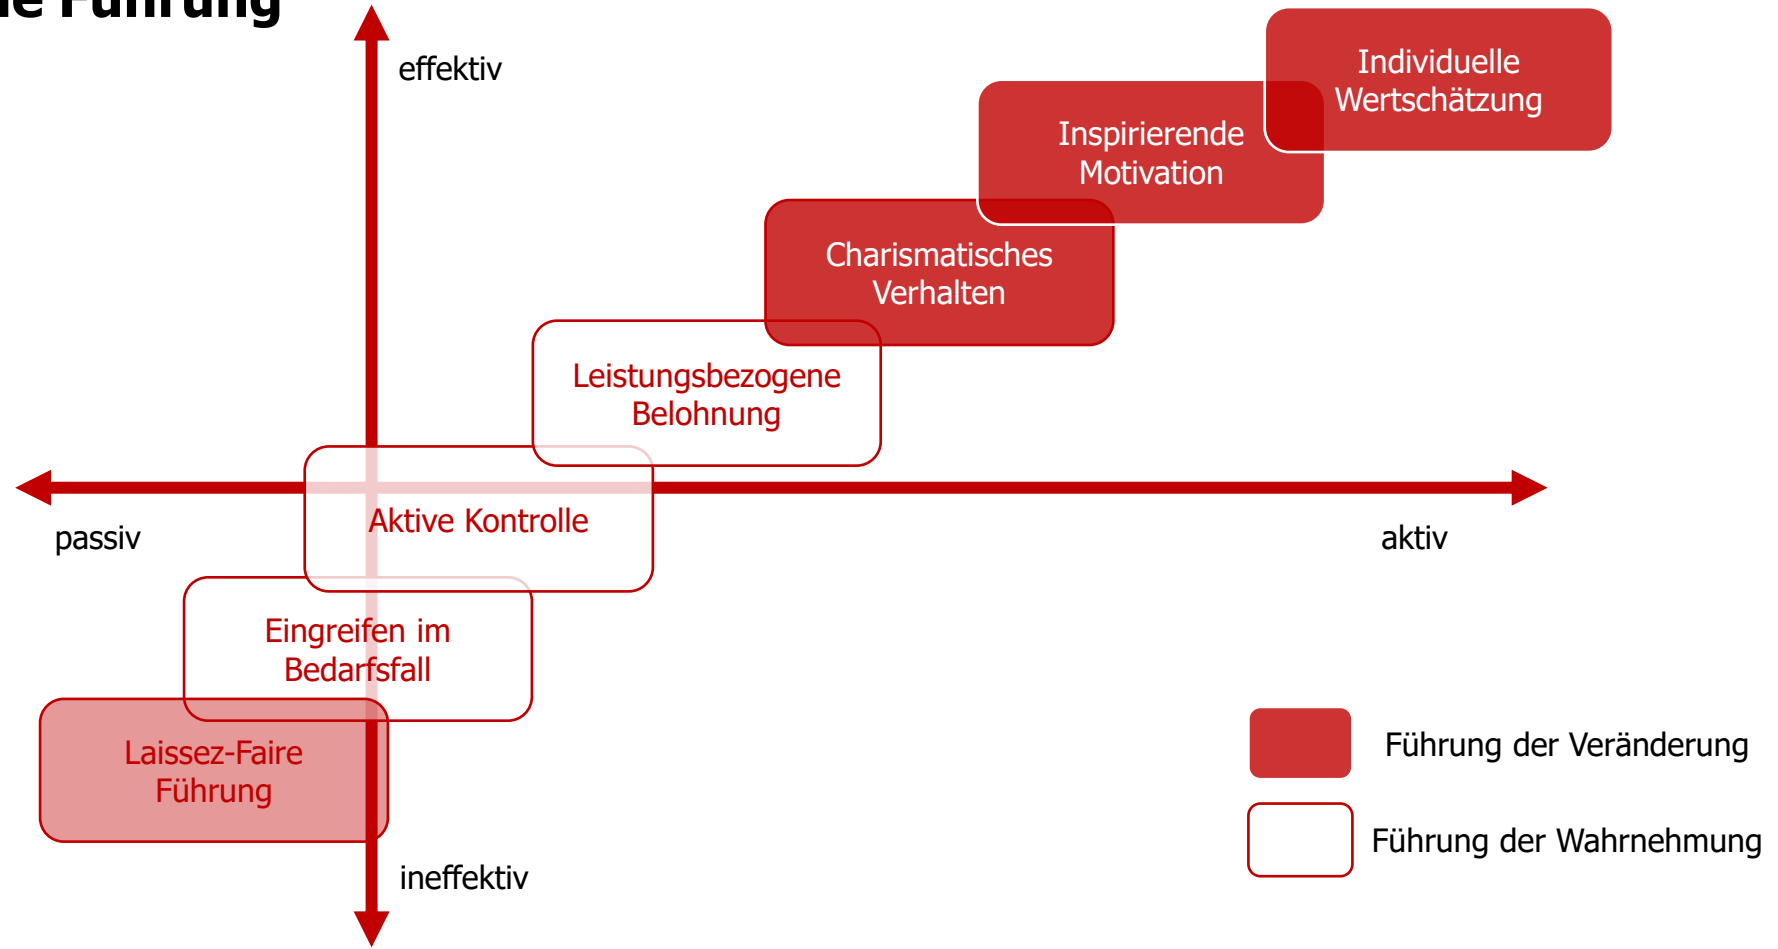 Führung
effektiv
Individuelle
Wertschätzung
Inspirierende
Motivation
Charismatisches
Verhalten
Leistungsbezogene
Belohnung
Aktive Kontrolle
passiv
aktiv
Eingreifen im
Bedarfsfall
Laissez-Faire
Führung
ineffektiv
Führung der Veränderung
Führung der Wahrnehmung